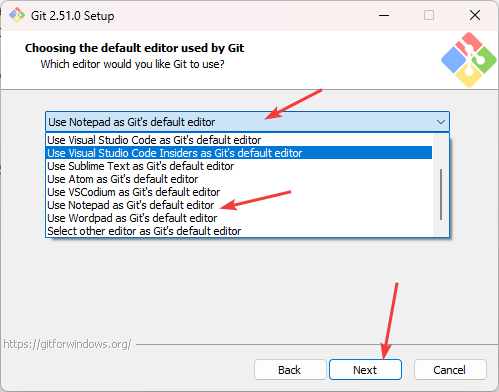 Git 2.51.0 Setup
Choosing the default editor used by Git
Which editor would you like Git to use?
Use Notepad as Git's default editor
Use Visual Studio Code as Git's default editor
Use Visual Studio Code Insiders as Git's default editor
Use Sublime Text as Git's default editor
Use Atom as Git's default editor
Use VSCodium as Git's default editor
Use Notepad as Git's default editor
Use Wordpad as Git's default editor
Select other editor as Git's default editor
https://gitforwindows.org/
Back
Next
Cancel